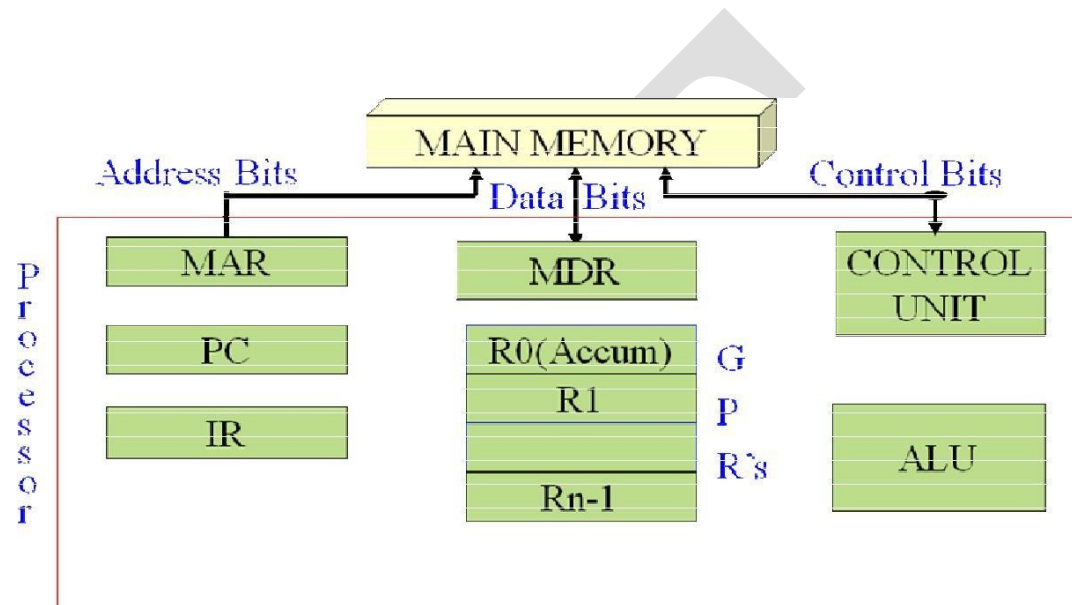 MAIN MEMORY
Address Bits
Data Bits
Control Bits
Processor
MAR
MDR
CONTROL
UNIT
PC
R0(Accum)
R1
Rn-1
G
P
R`s
IR
ALU